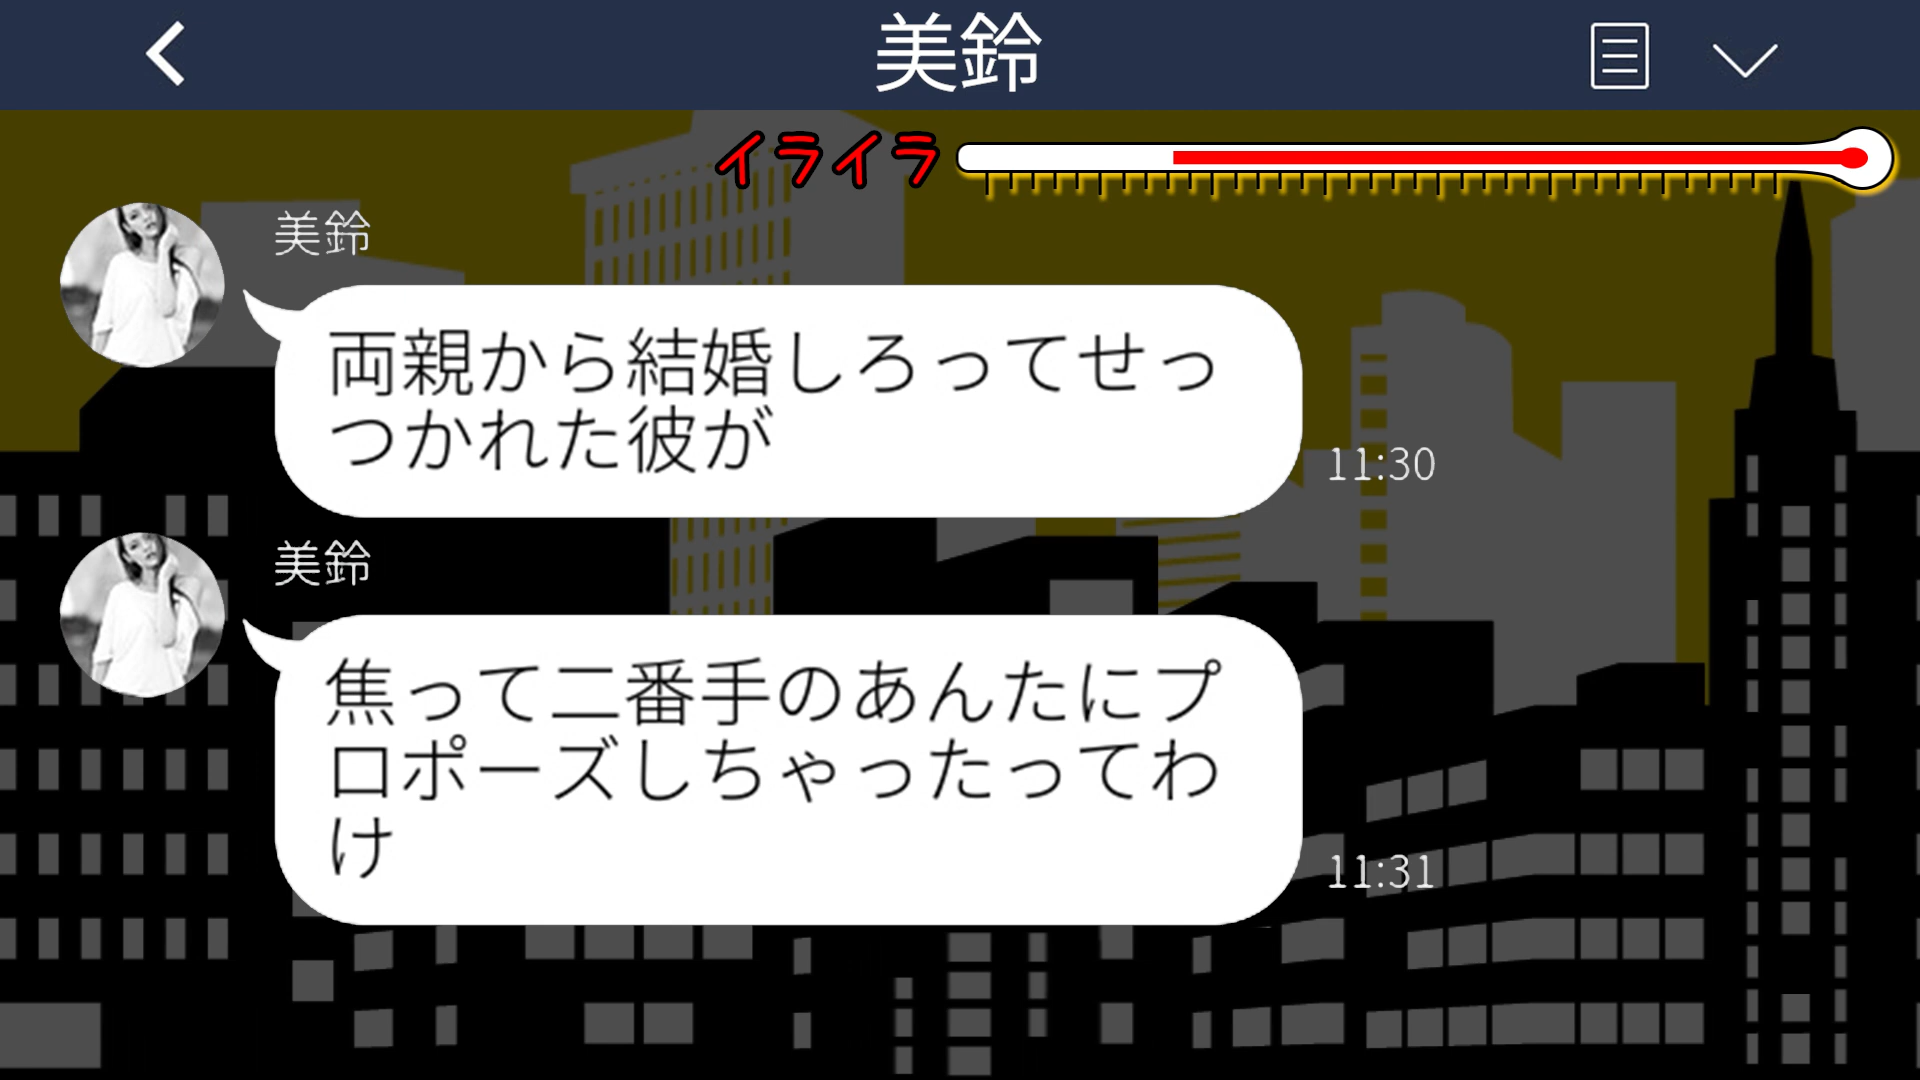 美鈴
イライラ
美鈴
両親から結婚しろってせっ
つかれた彼が
11:30
美鈴
焦って二番手のあんたにプ
ロポーズしちゃったってわ
け
11:31